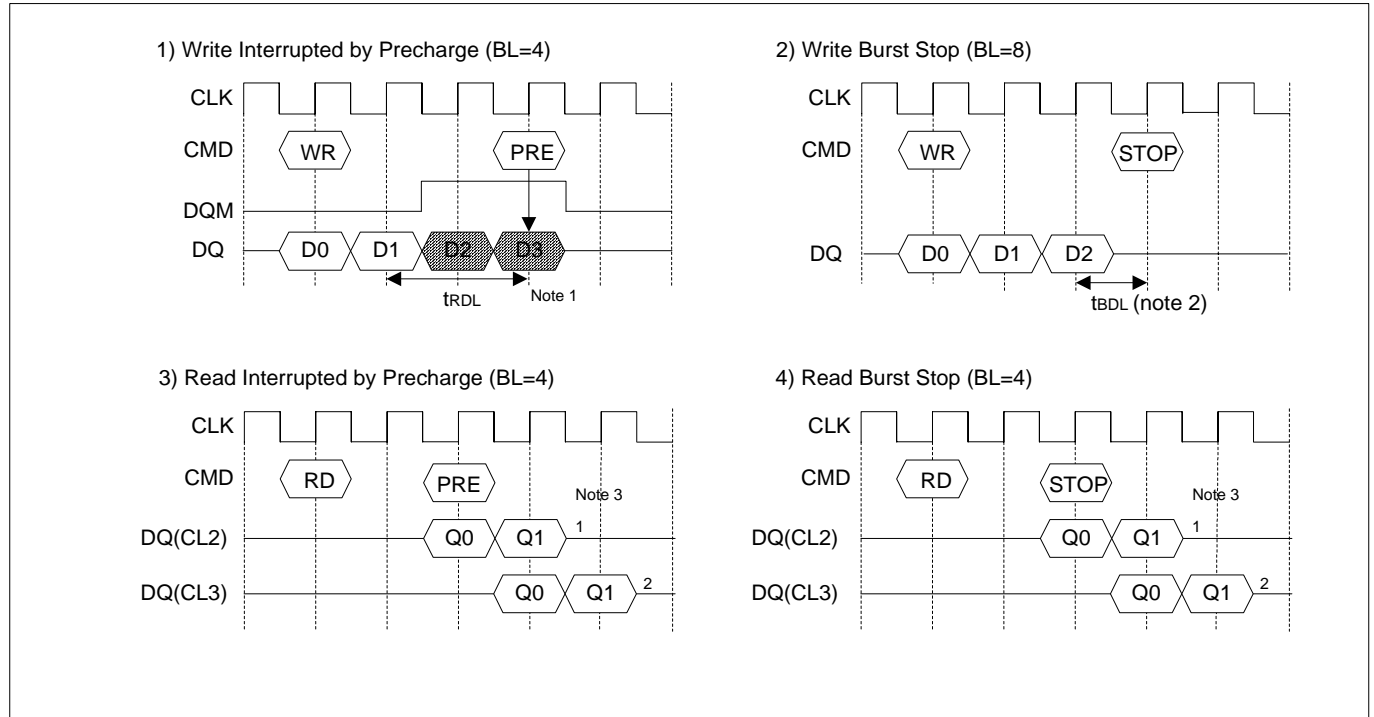 1) Write Interrupted by Precharge (BL=4)
CLK
CMD WR PRE
DQM
DQ D0 D1 D2 D3
tRDL Note 1
2) Write Burst Stop (BL=8)
CLK
CMD WR STOP
DQ D0 D1 D2
tBDL (note 2)
3) Read Interrupted by Precharge (BL=4)
CLK
CMD RD PRE
Note 3
DQ(CL2) Q0 Q1 1
DQ(CL3) Q0 Q1 2
4) Read Burst Stop (BL=4)
CLK
CMD RD STOP
Note 3
DQ(CL2) Q0 Q1 1
DQ(CL3) Q0 Q1 2